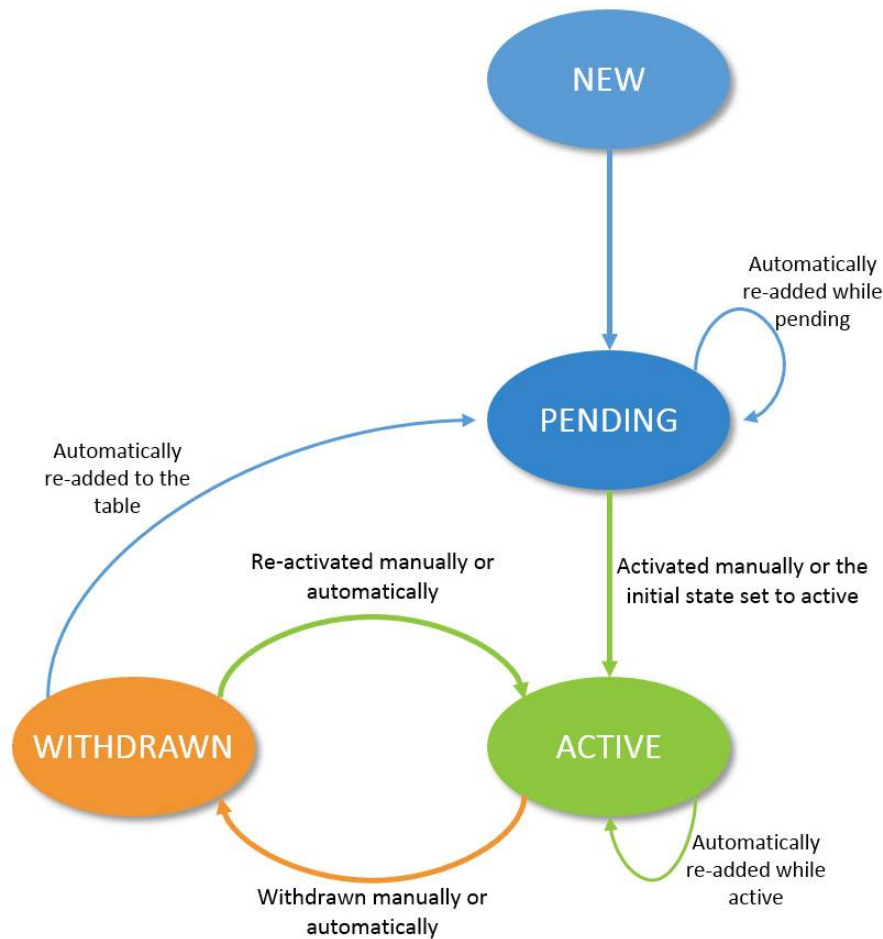 NEW
Automatically
re-added while
pending
PENDING
Automatically
re-added to the
table
Re-activated manually or
automatically
Activated manually or the
initial state set to active
WITHDRAWN
ACTIVE
Automatically
re-added while
active
Withdrawn manually or
automatically